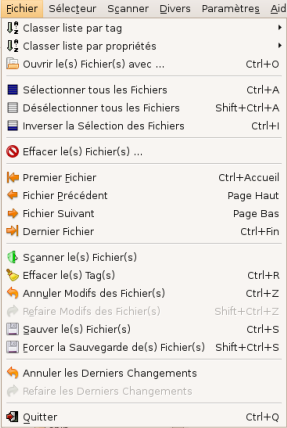 Fichier Sélecteur Scanner Divers Paramètres Aid
Classer liste par tag
Classer liste par propriétés
Ouvrir le(s) Fichier(s) avec ... Ctrl+O
Sélectionner tous les Fichiers Ctrl+A
Désélectionner tous les Fichiers Shift+Ctrl+A
Inverser la Sélection des Fichiers Ctrl+I
Effacer le(s) Fichier(s) ...
Premier Fichier Ctrl+Accueil
Fichier Précédent Page Haut
Fichier Suivant Page Bas
Dernier Fichier Ctrl+Fin
Scanner le(s) Fichier(s)
Effacer le(s) Tag(s) Ctrl+R
Annyler Modifs des Fichier(s) Ctrl+Z
Refaire Modifs des Fichier(s) Shift+Ctrl+Z
Sauver le(s) Fichier(s) Ctrl+S
Forcer la Sauvegarde de(s) Fichier(s) Shift+Ctrl+S
Annuler les Derniers Changements
Refaire les Derniers Changements
Quitter Ctrl+Q